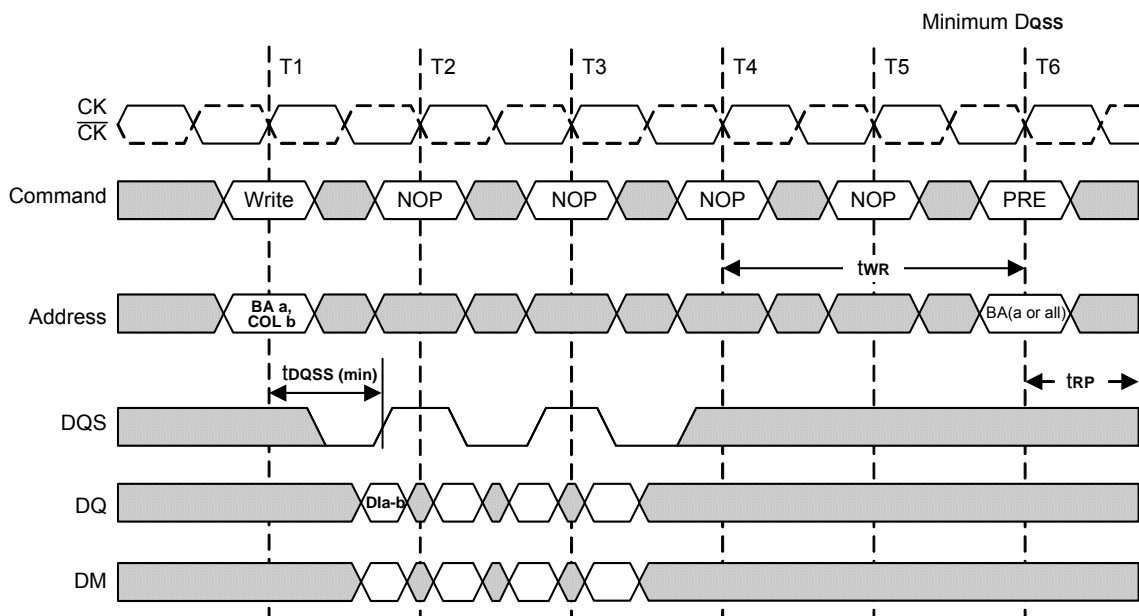 Minimum DQSS
T1 T2 T3 T4 T5 T6
CK
CK
Command Write NOP NOP NOP NOP PRE
tWR
Address BA a, COL b BA(a or all)
tDQSS (min) tRP
DQS
DQ DIa-b
DM